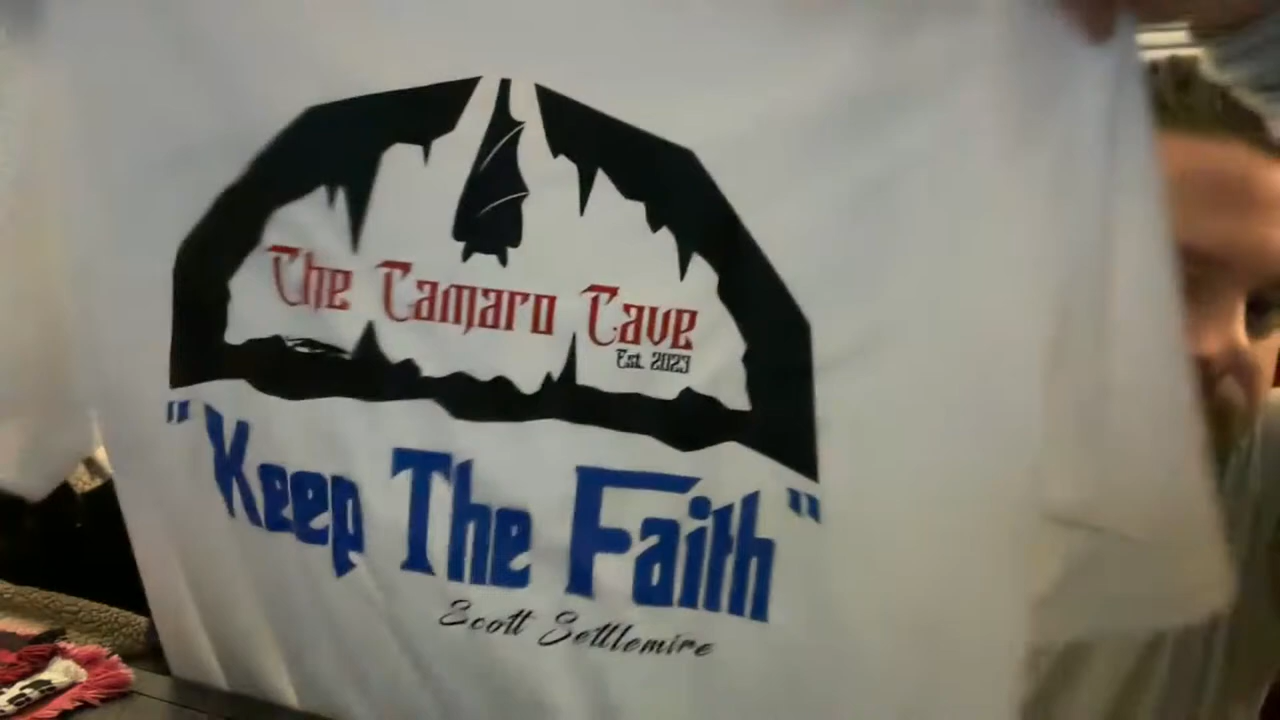 The Camaro Cave
Est. 2023
"Keep The Faith"
Scott Settlemire